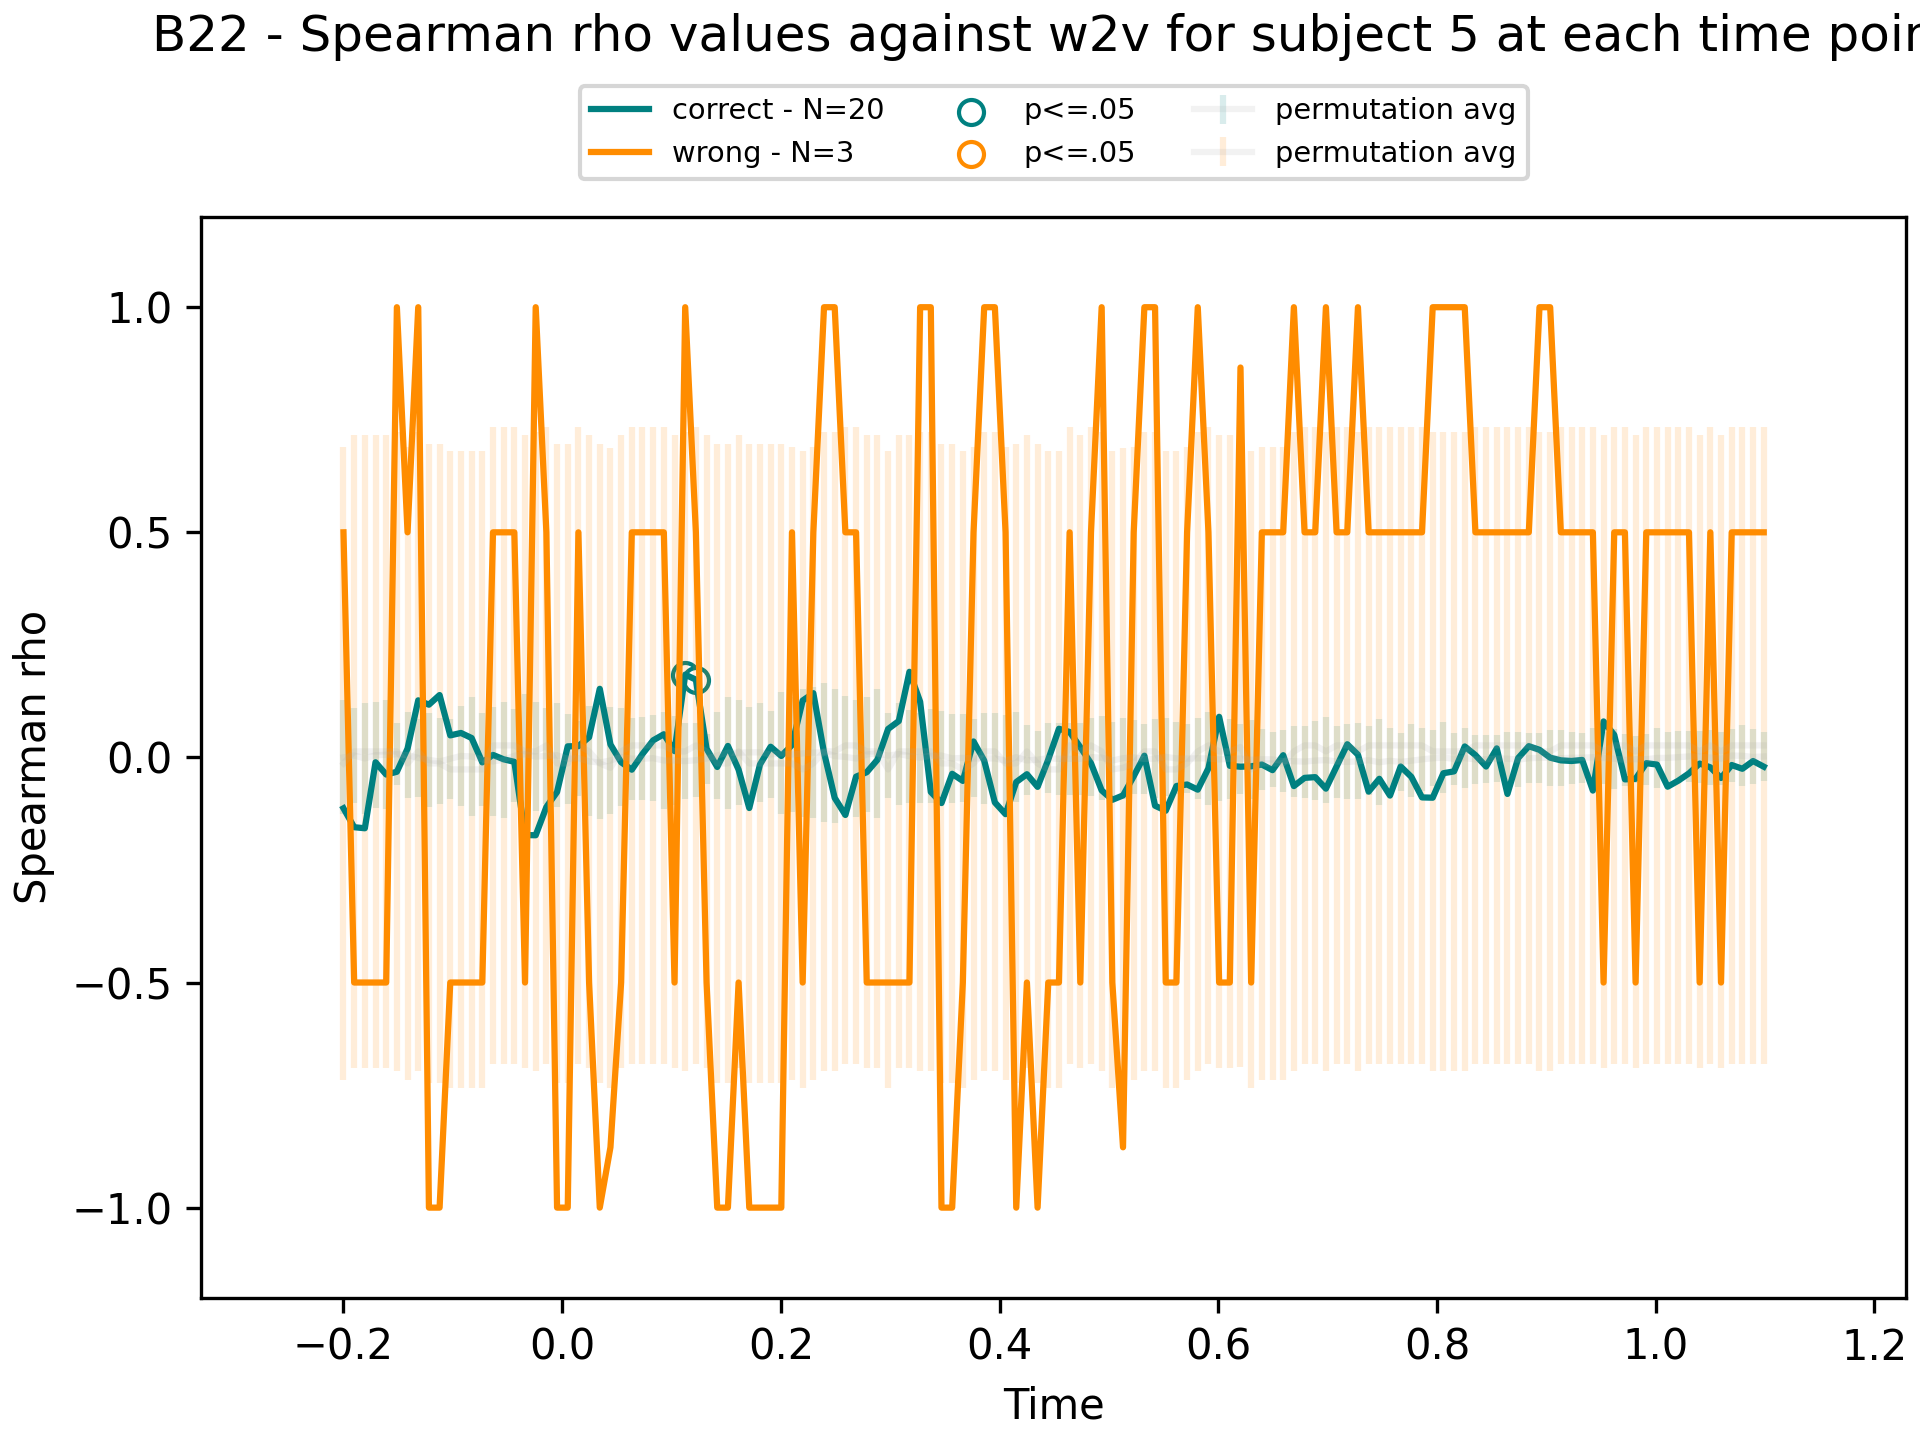 B22 - Spearman rho values against w2v for subject 5 at each time poin
correct - N=20
wrong - N=3
p<=.05
p<=.05
permutation avg
permutation avg
1.0
0.5
0.0
−0.5
−1.0
Spearman rho
−0.2 0.0 0.2 0.4 0.6 0.8 1.0 1.2
Time